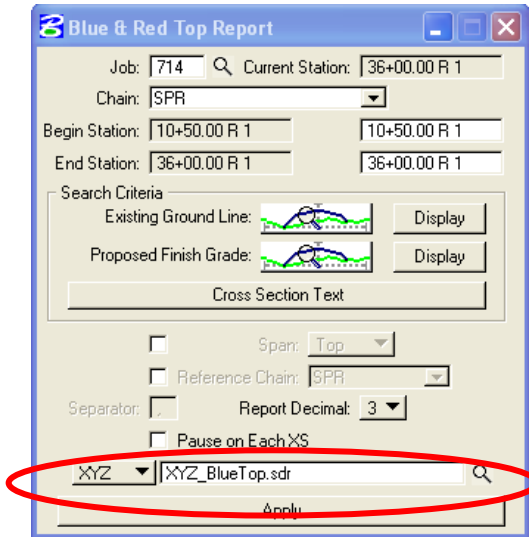 Blue & Red Top Report
Job: 714 Current Station: 36+00.00 R 1
Chain: SPR
Begin Station: 10+50.00 R 1 10+50.00 R 1
End Station: 36+00.00 R 1 36+00.00 R 1
Search Criteria
Existing Ground Line: Display
Proposed Finish Grade: Display
Cross Section Text
Span: Top
Reference Chain: SPR
Separator: , Report Decimal: 3
Pause on Each XS
XYZ XYZ_BlueTop.sdr
Apply